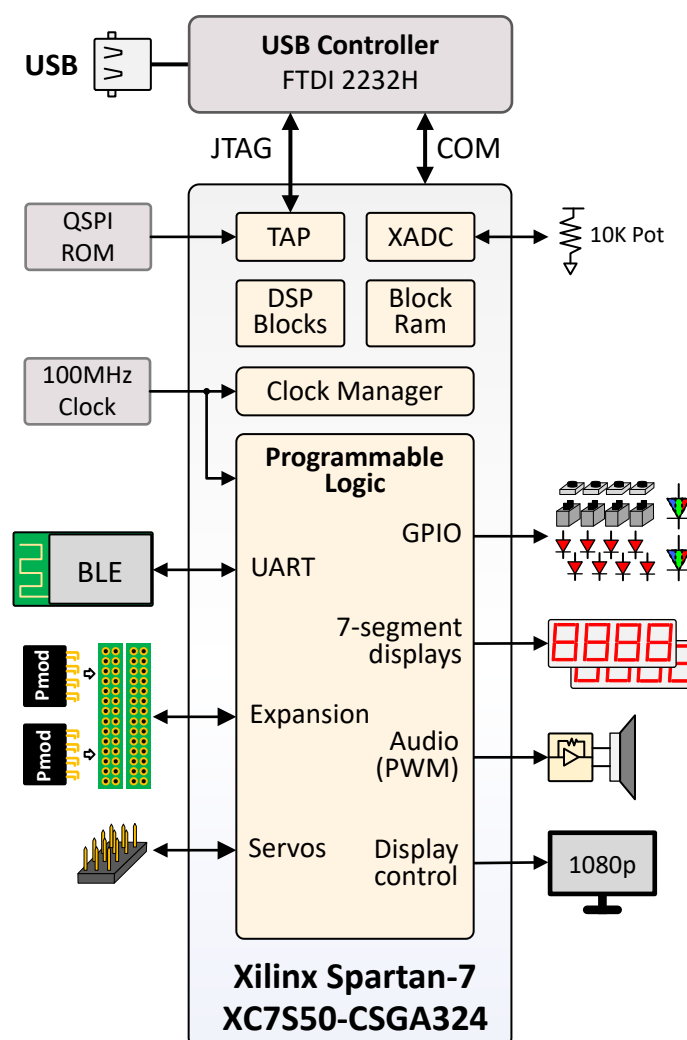 USB Controller
FTDI 2232H
USB
JTAG
COM
QSPI
ROM
TAP
XADC
10K Pot
DSP
Blocks
Block
Ram
100MHz
Clock
Clock Manager
Programmable
Logic
GPIO
BLE
UART
7-segment
displays
Pmod
Pmod
Expansion
Audio
(PWM)
Servos
Display
control
1080p
Xilinx Spartan-7
XC7S50-CSGA324